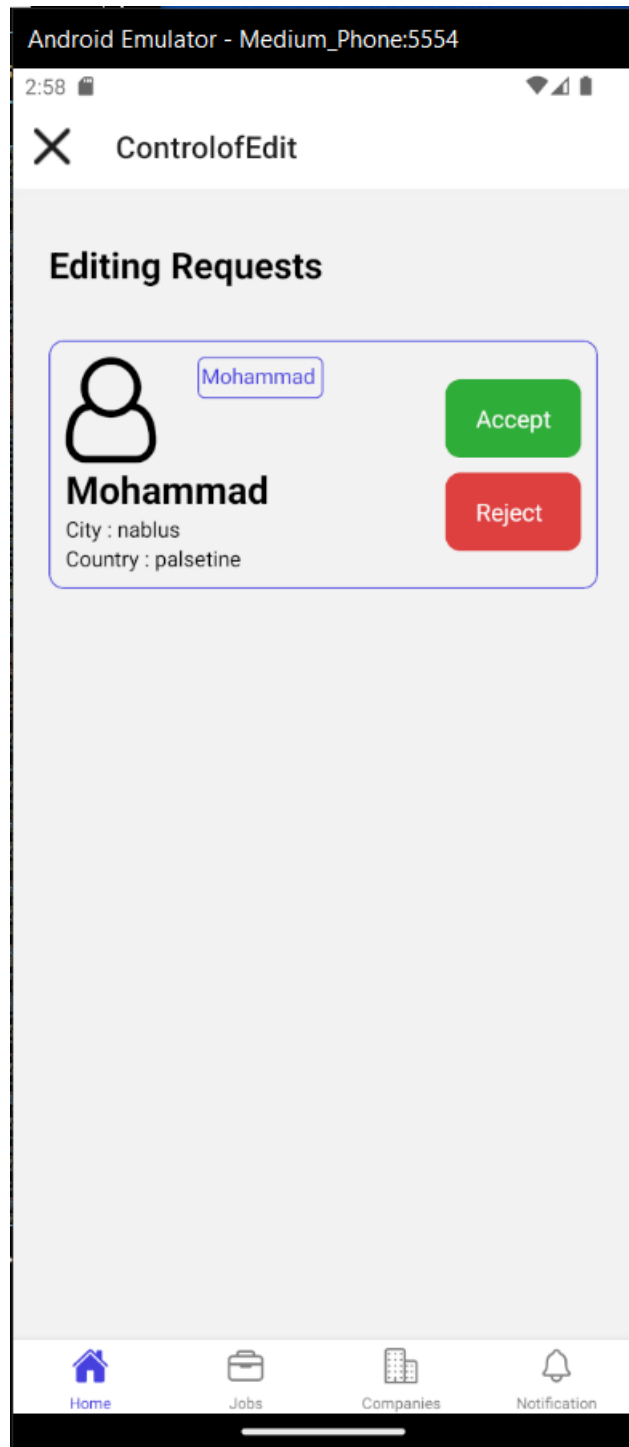 Android Emulator - Medium_Phone:5554
2:58
ControlofEdit
Editing Requests
Mohammad
Mohammad
City : nablus
Country : palsetine
Accept
Reject
Home
Jobs
Companies
Notification